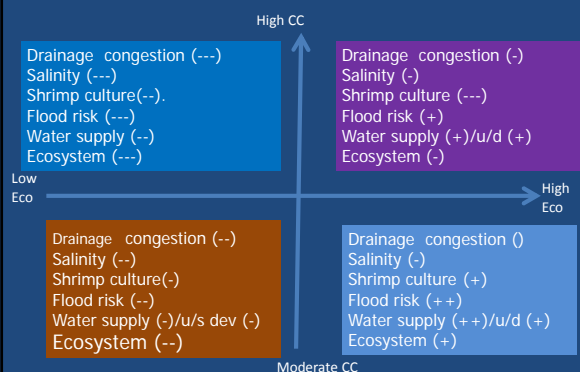 High CC
Drainage congestion (---)
Salinity (---)
Shrimp culture(--).
Flood risk (---)
Water supply (--)
Ecosystem (---)
Drainage congestion (-)
Salinity (-)
Shrimp culture (---)
Flood risk (+)
Water supply (+)/u/d (+)
Ecosystem (-)
Low
Eco
High
Eco
Drainage congestion (--)
Salinity (--)
Shrimp culture(-)
Flood risk (--)
Water supply (-)/u/s dev (-)
Ecosystem (--)
Drainage congestion ()
Salinity (-)
Shrimp culture (+)
Flood risk (++)
Water supply (++)/u/d (+)
Ecosystem (+)
Moderate CC